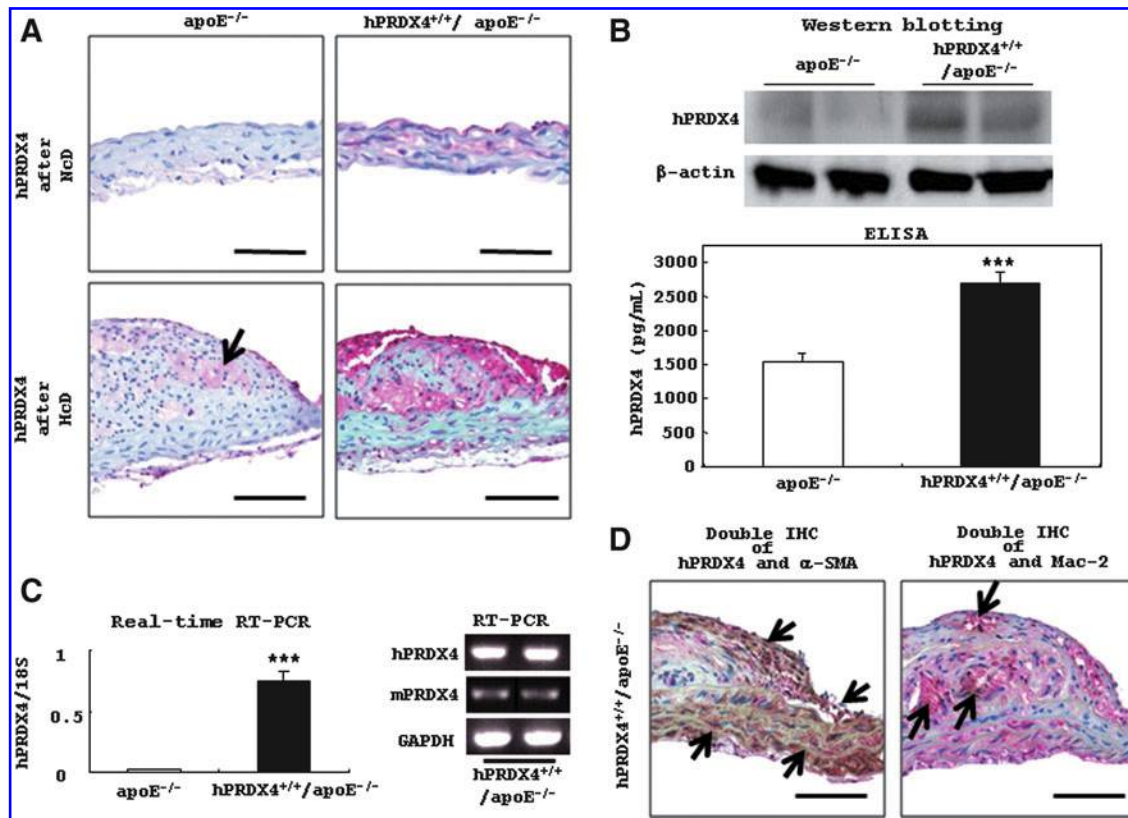 A
apoE⁻/⁻
hPRDX4⁺/⁺/ apoE⁻/⁻
hPRDX4
after
NcD
hPRDX4
after
HcD
B
Western blotting
apoE⁻/⁻
hPRDX4⁺/⁺
/apoE⁻/⁻
hPRDX4
β-actin
ELISA
hPRDX4 (pg/mL)
3000
2500
2000
1500
1000
500
0
***
apoE⁻/⁻
hPRDX4⁺/⁺/apoE⁻/⁻
C
Real-time RT-PCR
hPRDX4/18S
1
0.5
0
***
apoE⁻/⁻
hPRDX4⁺/⁺/apoE⁻/⁻
RT-PCR
hPRDX4
mPRDX4
GAPDH
hPRDX4⁺/⁺
/apoE⁻/⁻
D
Double IHC
of
hPRDX4 and α-SMA
Double IHC
of
hPRDX4 and Mac-2
hPRDX4⁺/⁺/apoE⁻/⁻